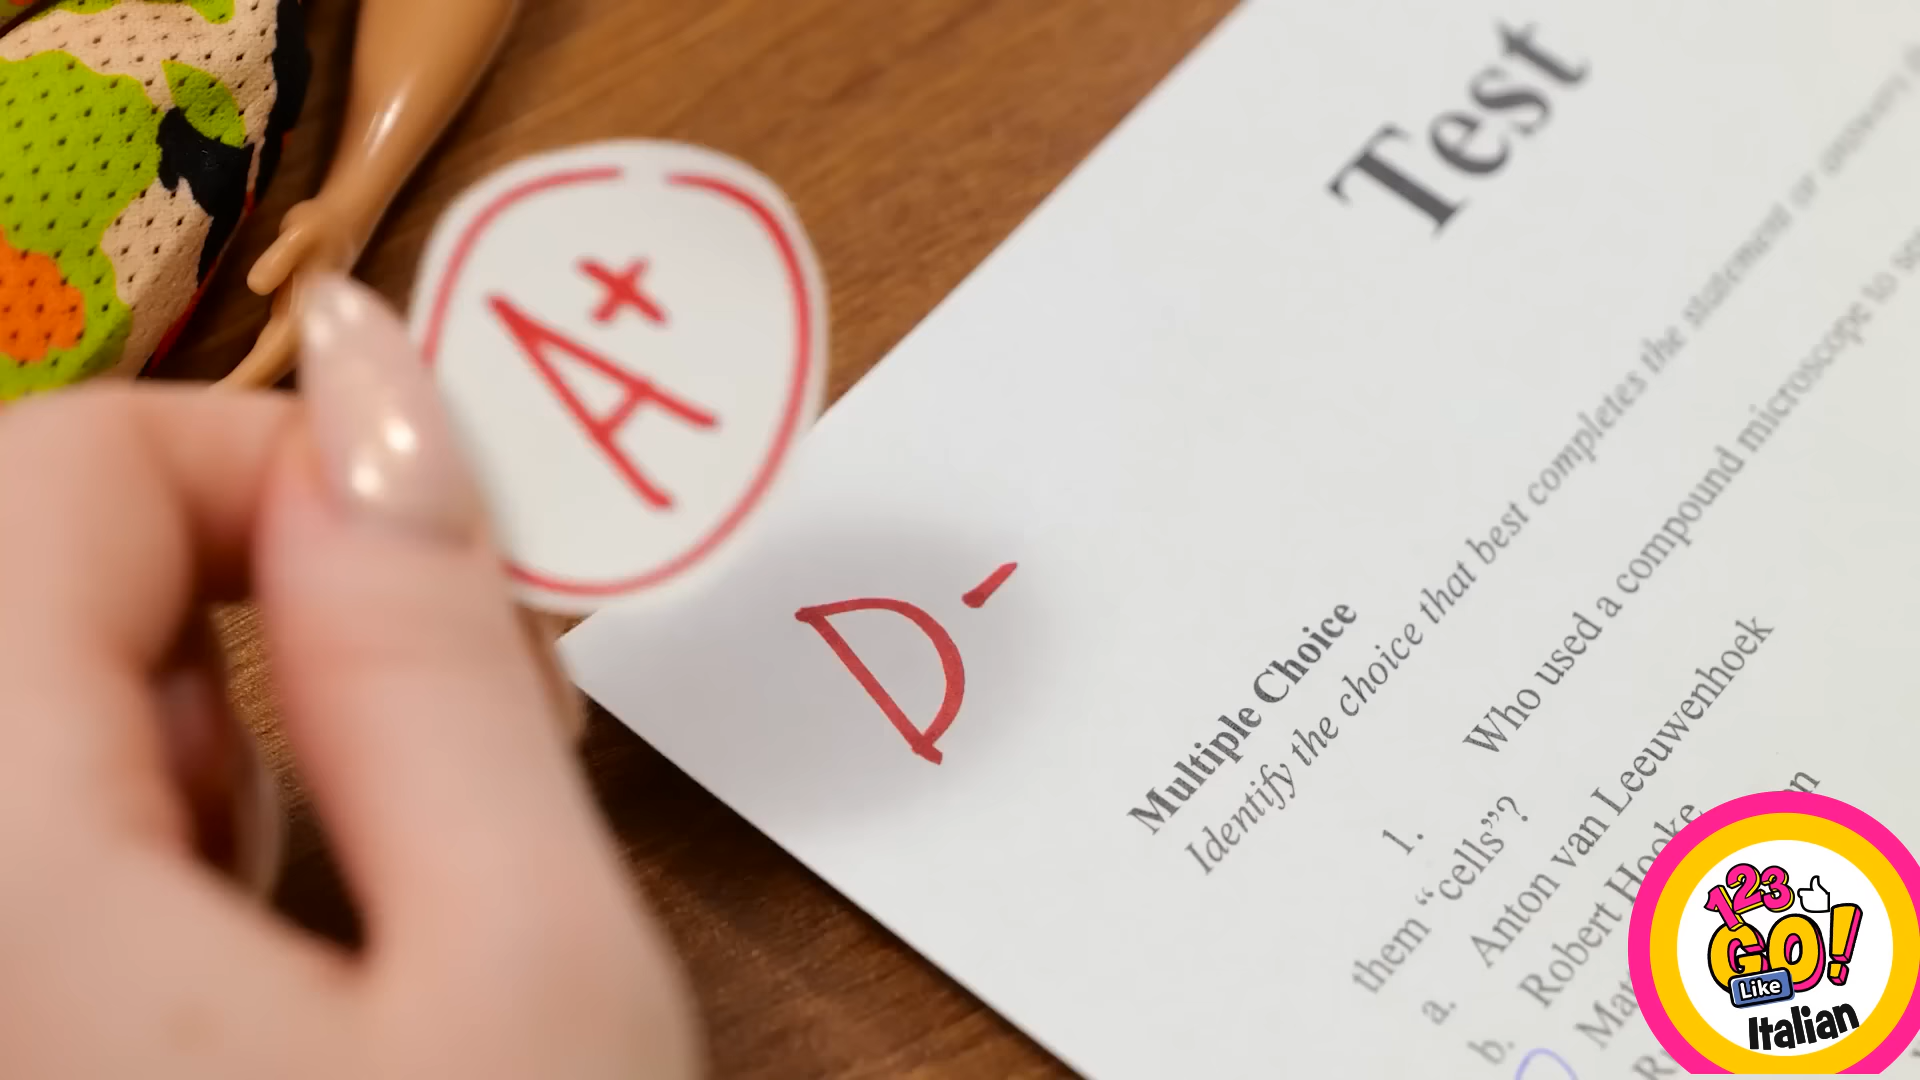 A+
D-
Test
Multiple Choice
Identify the choice that best completes the statement or answers
1. Who used a compound microscope to
them “cells”?
a. Anton van Leeuwenhoek
b. Robert Hooke
123
GO!
Like
Italian